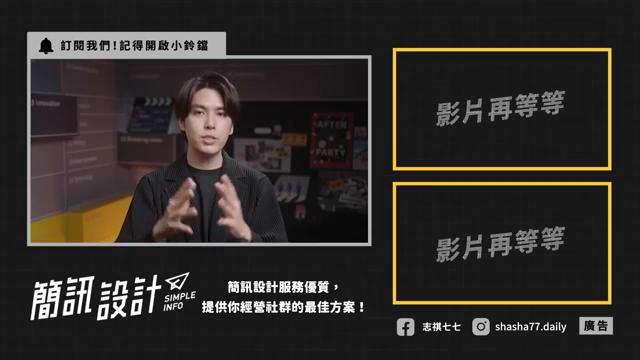 訂閱我們!記得開啟小鈴鐺
AFTER
PARTY
影片再等等
影片再等等
簡訊設計
SIMPLE
INFO
簡訊設計服務優質，
提供你經營社群的最佳方案！
志祺七七
shasha77.daily
廣告